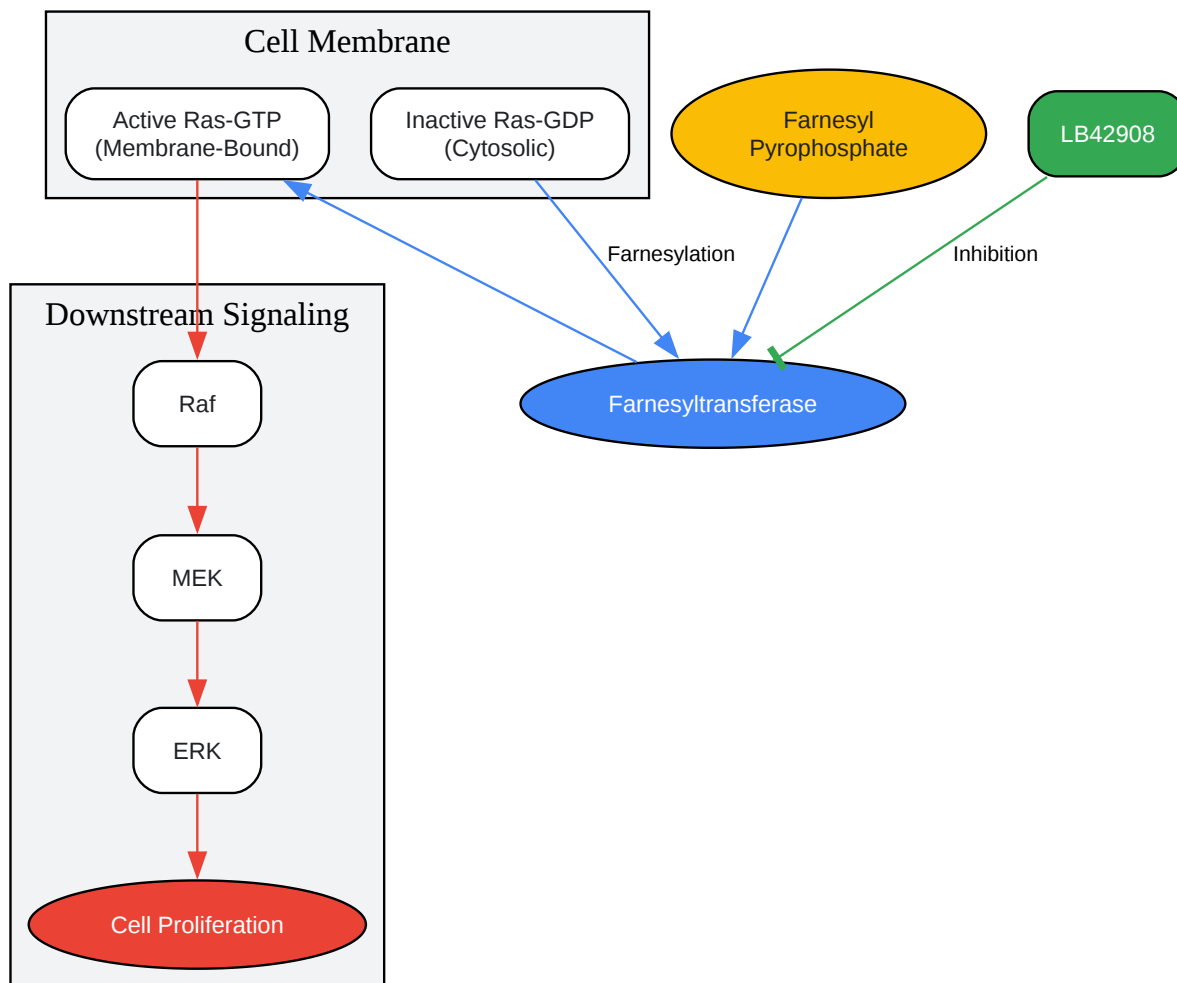 Cell Membrane
Active Ras-GTP
(Membrane-Bound)
Inactive Ras-GDP
(Cytosolic)
Farnesyl
Pyrophosphate
LB42908
Farnesylation
Inhibition
Downstream Signaling
Raf
Farnesyltransferase
MEK
ERK
Cell Proliferation